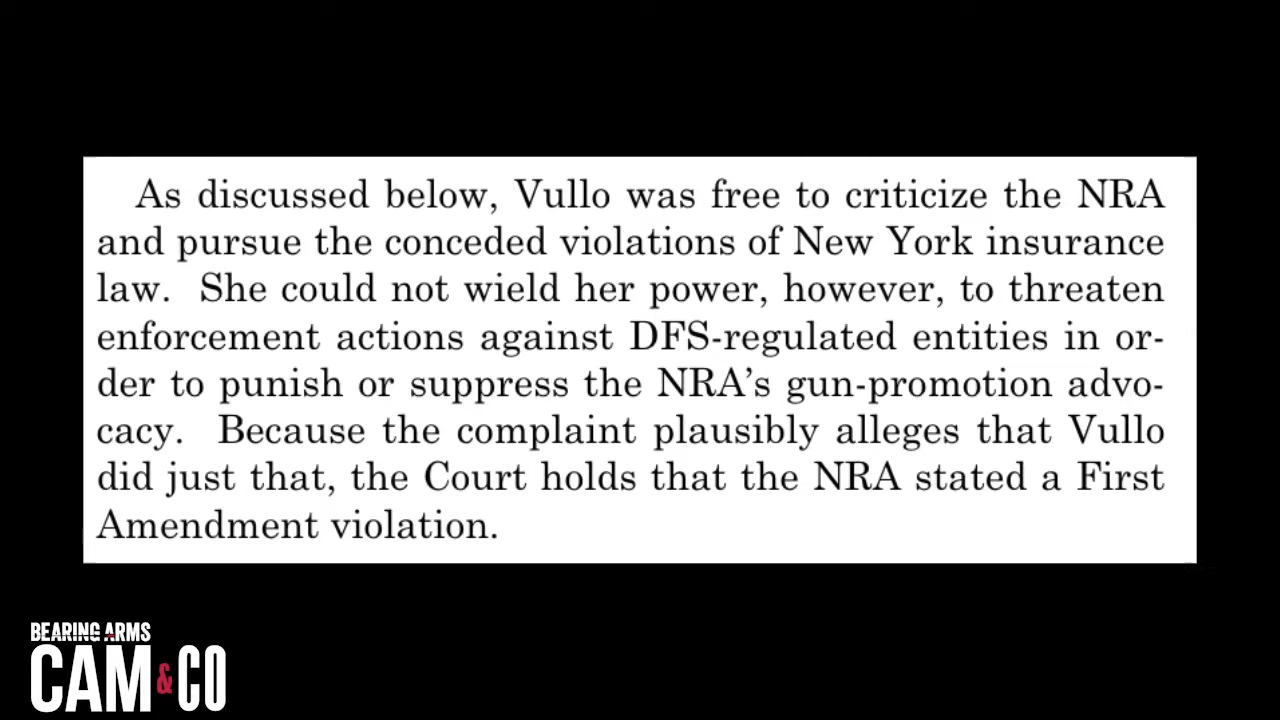 As discussed below, Vullo was free to criticize the NRA
and pursue the conceded violations of New York insurance
law. She could not wield her power, however, to threaten
enforcement actions against DFS-regulated entities in or-
der to punish or suppress the NRA’s gun-promotion advo-
cacy. Because the complaint plausibly alleges that Vullo
did just that, the Court holds that the NRA stated a First
Amendment violation.
BEARING ARMS
CAM & CO